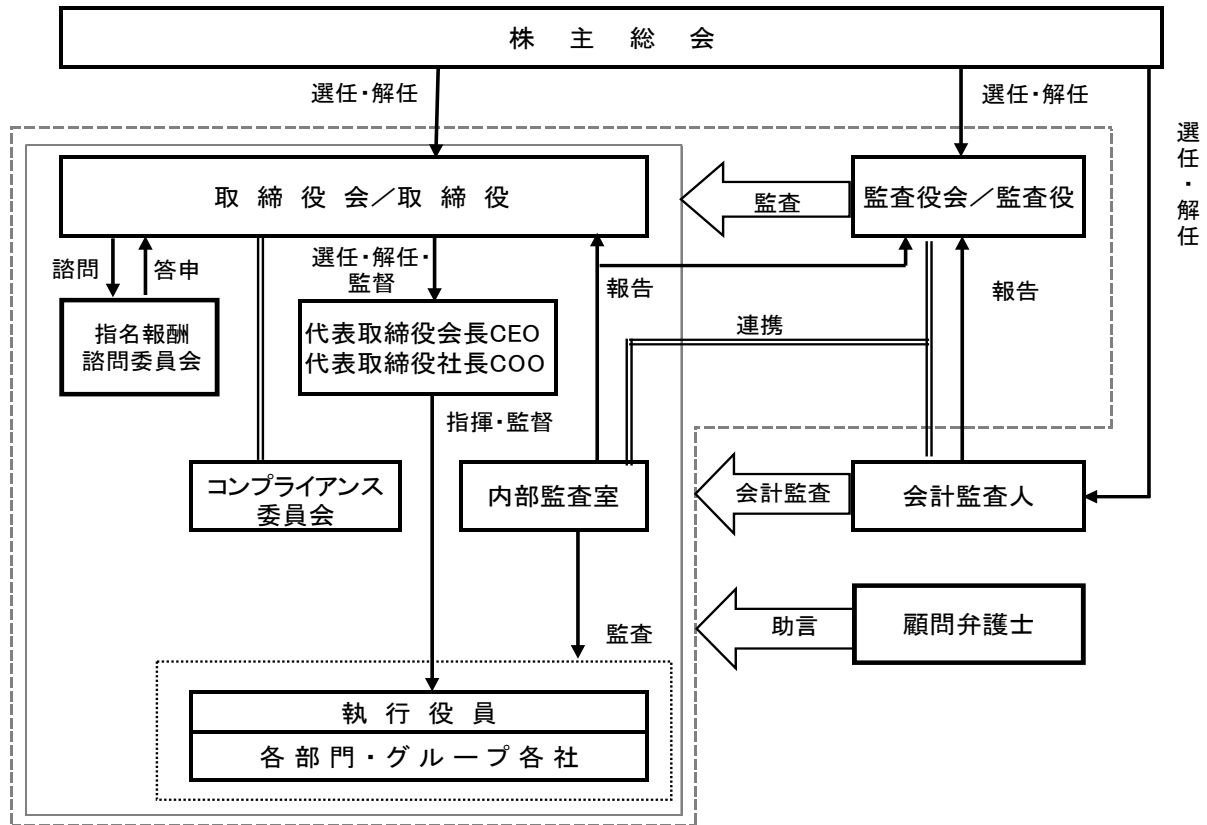 株主総会
選任・解任
選任・解任
選任・解任
取締役会／取締役
監査
監査役会／監査役
諮問
答申
選任・解任・
監督
報告
報告
指名報酬
諮問委員会
代表取締役会長CEO
代表取締役社長COO
連携
指揮・監督
コンプライアンス
委員会
内部監査室
会計監査
会計監査人
監査
助言
顧問弁護士
執行役員
各部門・グループ各社